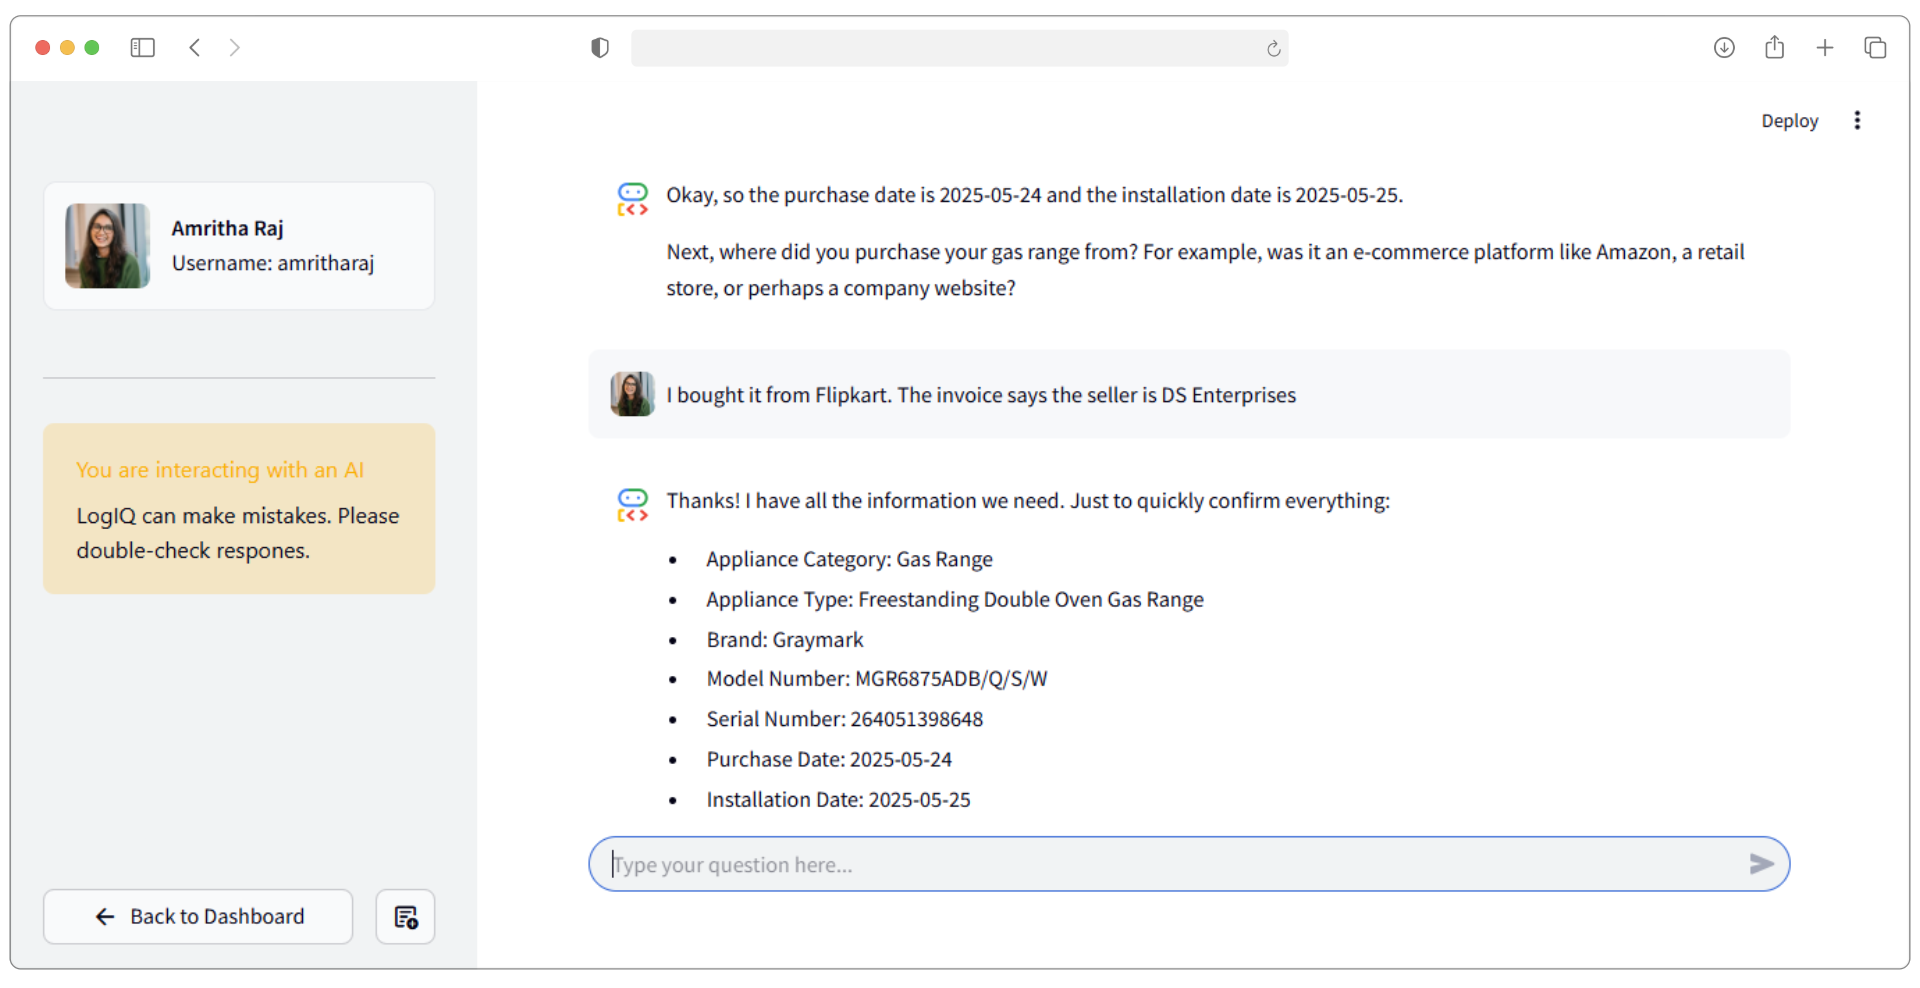 Deploy
Amritha Raj
Username: amritharaj
You are interacting with an AI
LogIQ can make mistakes. Please
double-check respones.
Back to Dashboard
Okay, so the purchase date is 2025-05-24 and the installation date is 2025-05-25.
Next, where did you purchase your gas range from? For example, was it an e-commerce platform like Amazon, a retail
store, or perhaps a company website?
I bought it from Flipkart. The invoice says the seller is DS Enterprises
Thanks! I have all the information we need. Just to quickly confirm everything:
• Appliance Category: Gas Range
• Appliance Type: Freestanding Double Oven Gas Range
• Brand: Graymark
• Model Number: MGR6875ADB/Q/S/W
• Serial Number: 264051398648
• Purchase Date: 2025-05-24
• Installation Date: 2025-05-25
Type your question here...